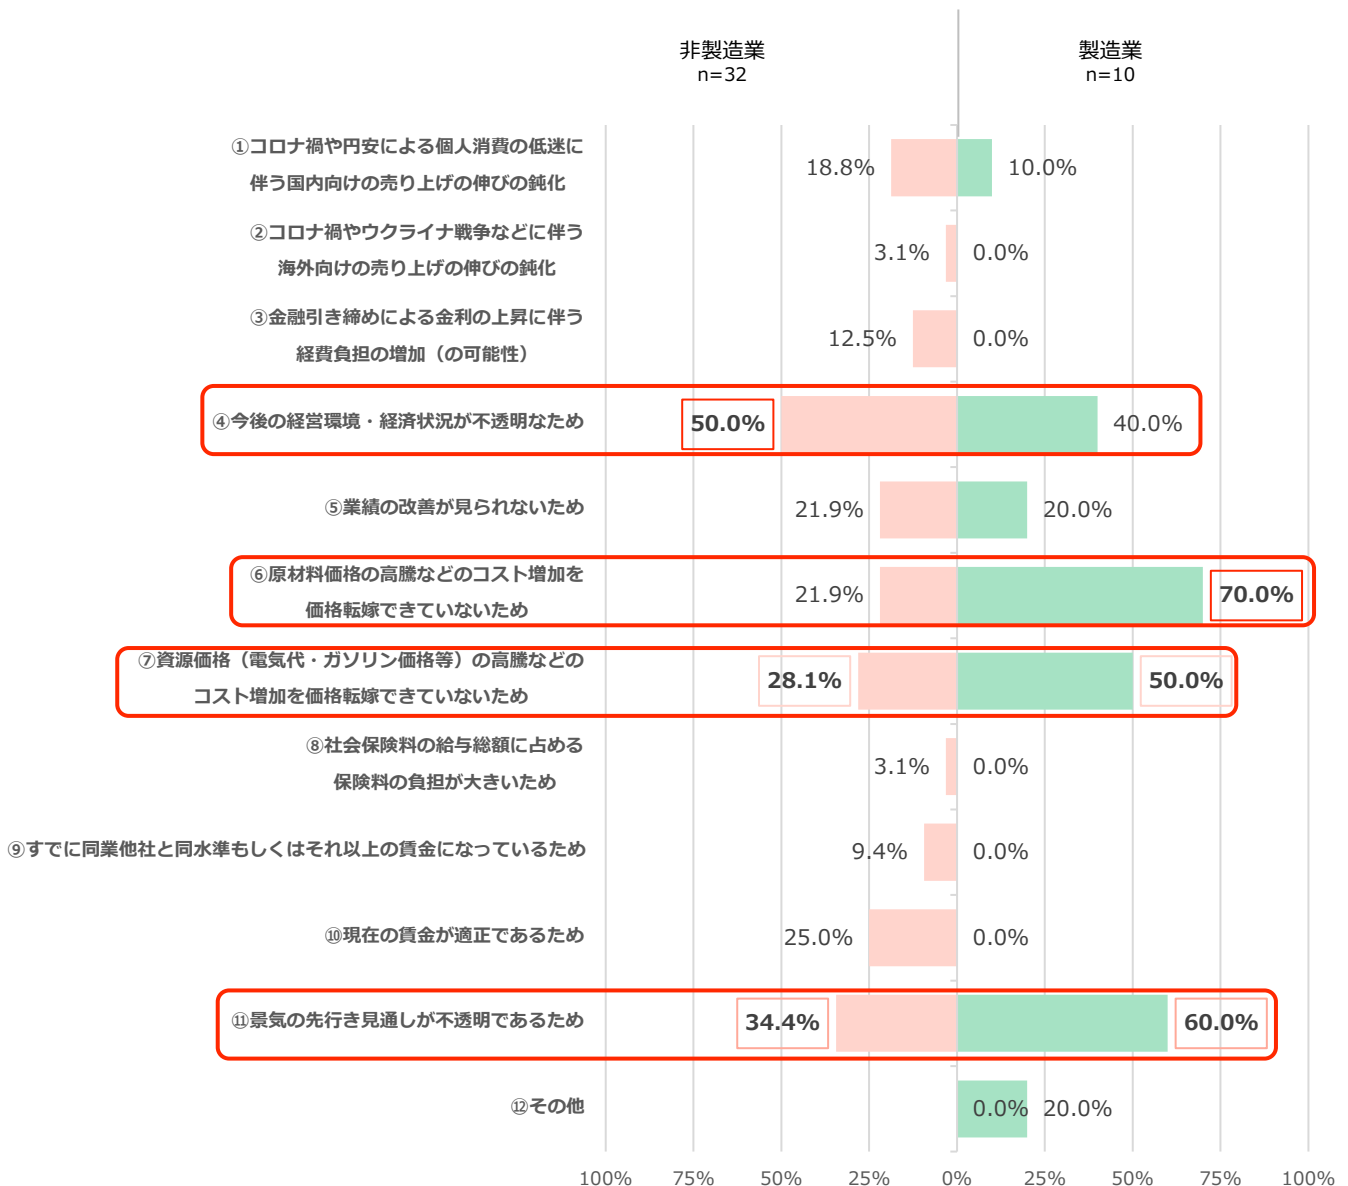 非製造業
n=32
製造業
n=10
①コロナ禍や円安による個人消費の低迷に
伴う国内向けの売り上げの伸びの鈍化
18.8%
10.0%
②コロナ禍やウクライナ戦争などに伴う
海外向けの売り上げの伸びの鈍化
3.1%
0.0%
③金融引き締めによる金利の上昇に伴う
経費負担の増加（の可能性）
12.5%
0.0%
④今後の経営環境・経済状況が不透明なため
50.0%
40.0%
⑤業績の改善が見られないため
21.9%
20.0%
⑥原材料価格の高騰などのコスト増加を
価格転嫁できていないため
21.9%
70.0%
⑦資源価格（電気代・ガソリン価格等）の高騰などの
コスト増加を価格転嫁できていないため
28.1%
50.0%
⑧社会保険料の給与総額に占める
保険料の負担が大きいため
3.1%
0.0%
⑨すでに同業他社と同水準もしくはそれ以上の賃金になっているため
9.4%
0.0%
⑩現在の賃金が適正であるため
25.0%
0.0%
⑪景気の先行き見通しが不透明であるため
34.4%
60.0%
⑫その他
0.0%
20.0%
100% 75% 50% 25% 0% 25% 50% 75% 100%